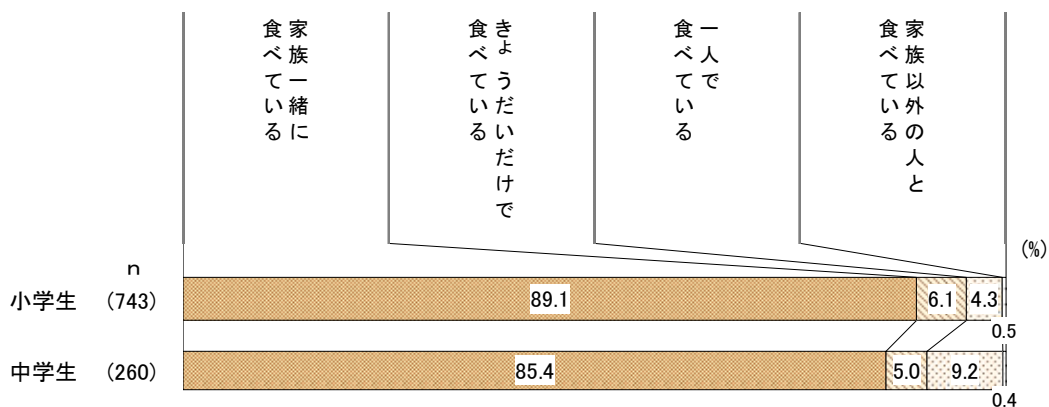 家族一緒に
食べている
きょうだいだけで
食べている
一人で
食べている
家族以外の人と
食べている
(%)
n
小学生 (743) 89.1 6.1 4.3
0.5
中学生 (260) 85.4 5.0 9.2
0.4